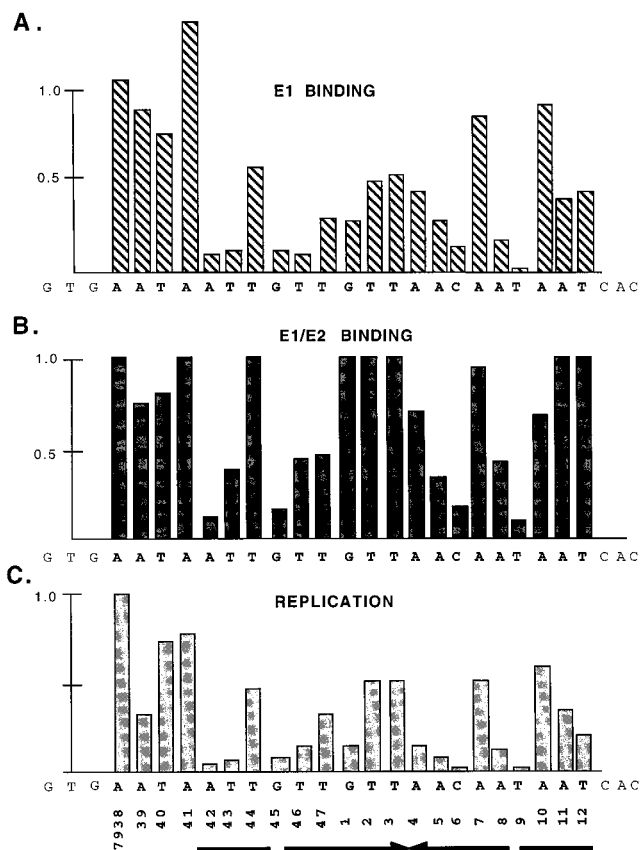 A.
E1 BINDING
1.0
0.5
G T G A A T A A T T G T T G T T A A C A A T A A T C A C
B.
E1/E2 BINDING
1.0
0.5
G T G A A T A A T T G T T G T T A A C A A T A A T C A C
C.
REPLICATION
1.0
G T G A A T A A T T G T T G T T A A C A A T A A T C A C
7938 39 40 41 42 43 44 45 46 47 1 2 3 4 5 6 7 8 9 10 11 12